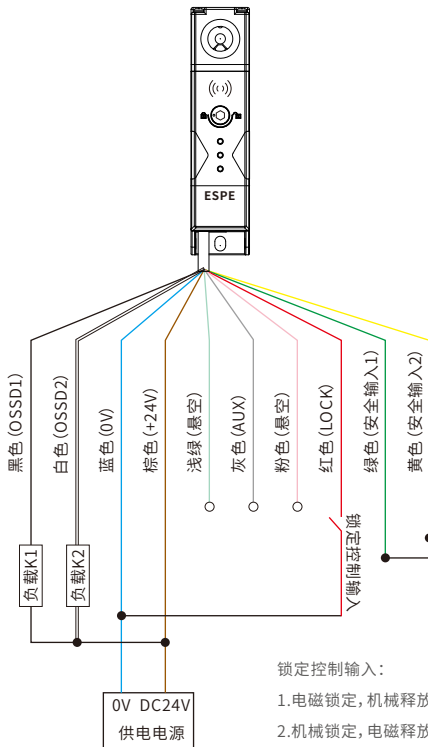 ESPE
黑色(OSSD1)
白色(OSSD2)
蓝色(0V)
棕色(+24V)
浅绿(悬空)
灰色(AUX)
粉色(悬空)
红色(LOCK)
绿色(安全输入1)
黄色(安全输入2)
负载K1
负载K2
锁定控制输入
0V DC24V
供电电源
锁定控制输入：
1.电磁锁定，机械释放
2.机械锁定，电磁释放